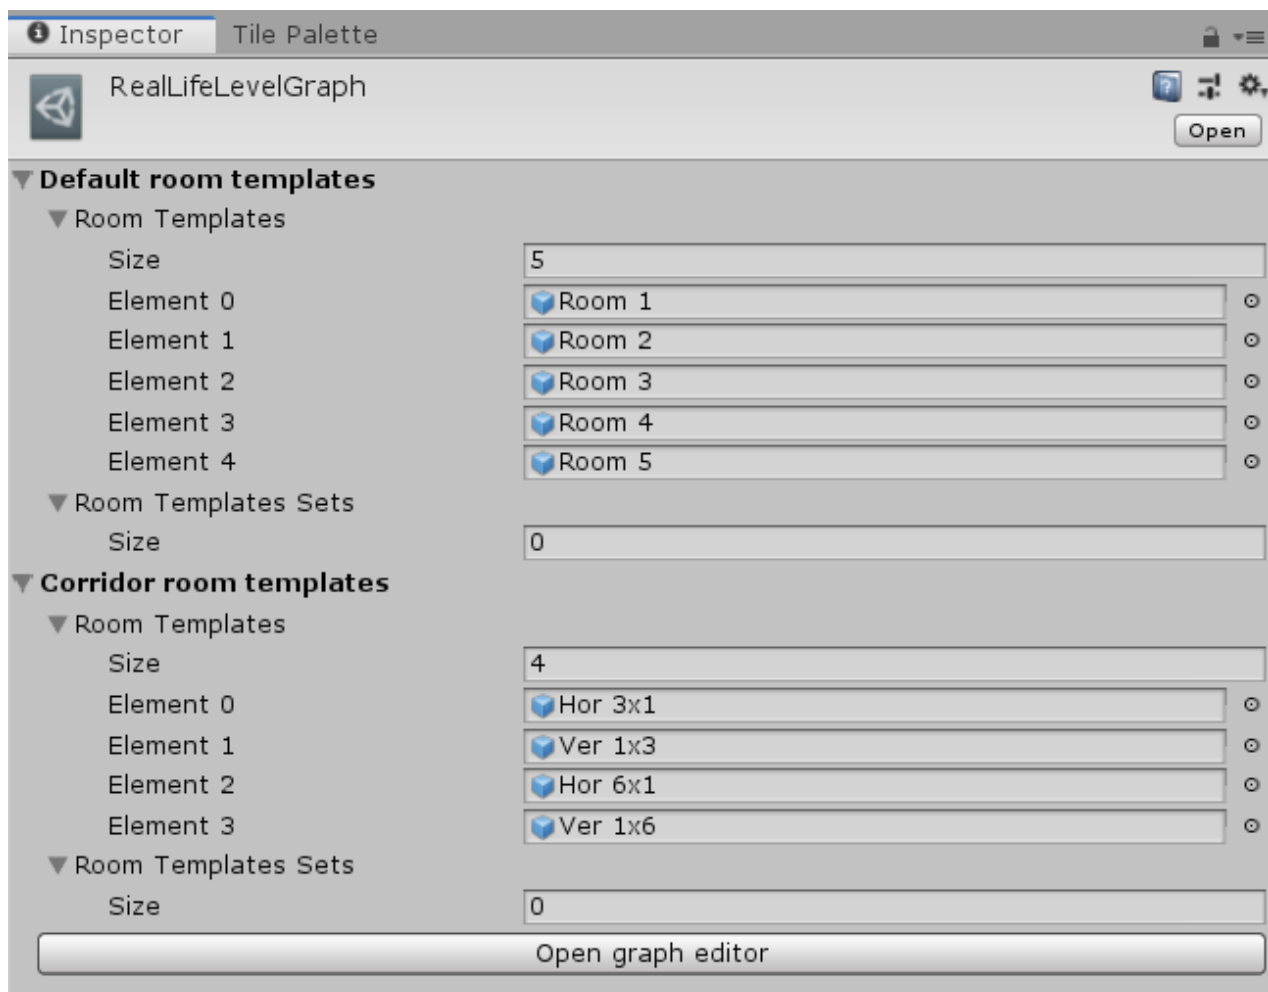 Inspector Tile Palette
RealLifeLevelGraph
Open
Default room templates
Room Templates
Size 5
Element 0 Room 1
Element 1 Room 2
Element 2 Room 3
Element 3 Room 4
Element 4 Room 5
Room Templates Sets
Size 0
Corridor room templates
Room Templates
Size 4
Element 0 Hor 3x1
Element 1 Ver 1x3
Element 2 Hor 6x1
Element 3 Ver 1x6
Room Templates Sets
Size 0
Open graph editor